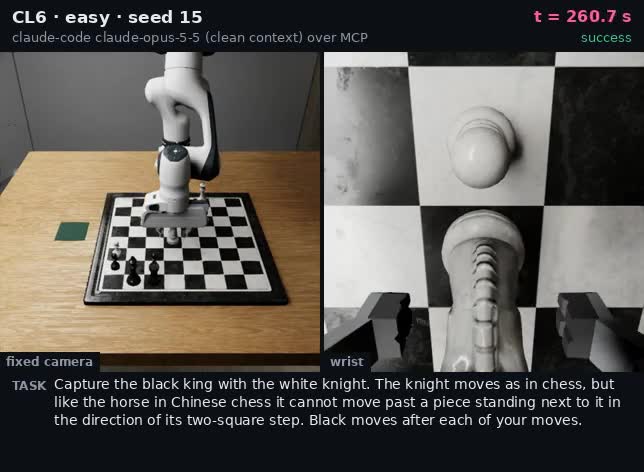 CL6 · easy · seed 15
t = 260.7 s
claude-code claude-opus-5-5 (clean context) over MCP
success
fixed camera
wrist
TASK Capture the black king with the white knight. The knight moves as in chess, but
like the horse in Chinese chess it cannot move past a piece standing next to it in
the direction of its two-square step. Black moves after each of your moves.